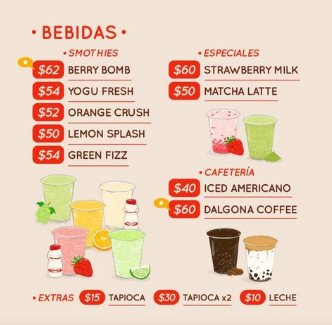 • BEBIDAS •
• SMOTHIES
$62 BERRY BOMB
$54 YOGU FRESH
$52 ORANGE CRUSH
$50 LEMON SPLASH
$54 GREEN FIZZ
• ESPECIALES
$60 STRAWBERRY MILK
$50 MATCHA LATTE
• CAFETERÍA
$40 ICED AMERICANO
$60 DALGONA COFFEE
• EXTRAS $15 TAPIOCA $30 TAPIOCA x2 $10 LECHE